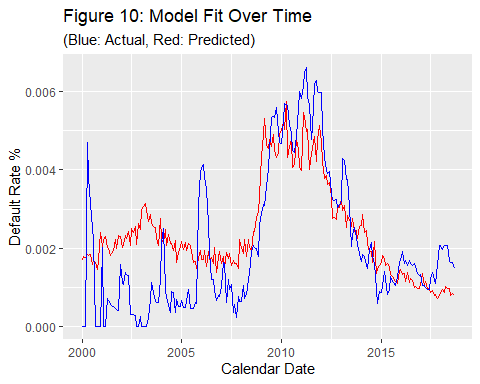 Figure 10: Model Fit Over Time
(Blue: Actual, Red: Predicted)
Default Rate %
0.006
0.004
0.002
0.000
2000 2005 2010 2015
Calendar Date